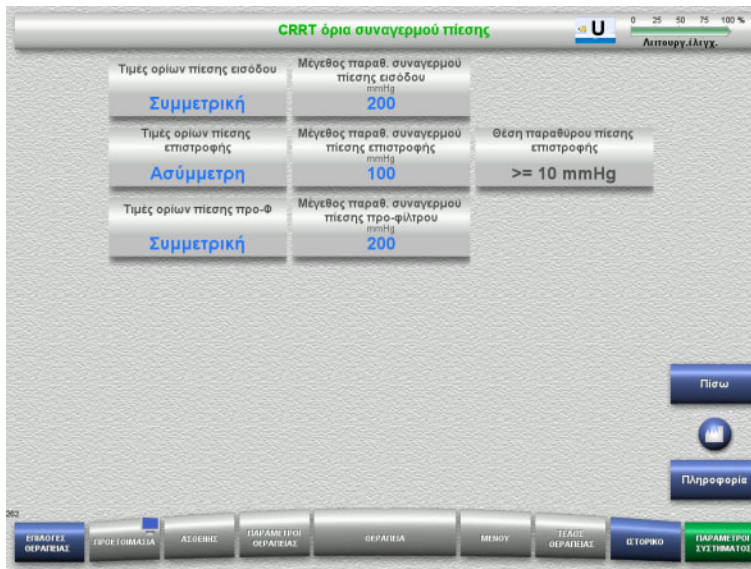 CRRT όρια συναγερμού πίεσης
U
0 25 50 75 100 %
Λειτουργ.έλεγχ.
Τιμές ορίων πίεσης εισόδου
Συμμετρική
Μέγεθος παραθ. συναγερμού
πίεσης εισόδου
mmHg
200
Τιμές ορίων πίεσης
επιστροφής
Ασύμμετρη
Μέγεθος παραθ. συναγερμού
πίεσης επιστροφής
mmHg
100
Θέση παραθύρου πίεσης
επιστροφής
>= 10 mmHg
Τιμές ορίων πίεσης προ-Φ
Συμμετρική
Μέγεθος παραθ. συναγερμού
πίεσης προ-φίλτρου
mmHg
200
Πίσω
Πληροφορία
262
ΕΠΙΛΟΓΕΣ
ΘΕΡΑΠΕΙΑΣ
ΠΡΟΕΤΟΙΜΑΣΙΑ
ΑΣΘΕΝΗΣ
ΠΑΡΑΜΕΤΡΟΙ
ΘΕΡΑΠΕΙΑΣ
ΘΕΡΑΠΕΙΑ
ΜΕΝΟΥ
ΤΕΛΟΣ
ΘΕΡΑΠΕΙΑΣ
ΙΣΤΟΡΙΚΟ
ΠΑΡΑΜΕΤΡΟΙ
ΣΥΣΤΗΜΑΤΟΣ